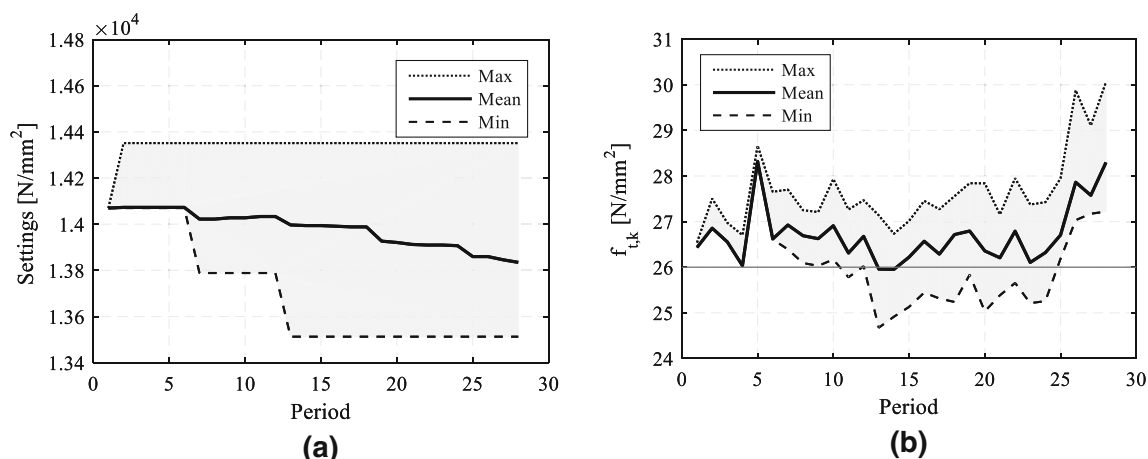 ×10⁴
1.48
1.46
1.44
1.42
1.4
1.38
1.36
1.34
0 5 10 15 20 25 30
Settings [N/mm²]
Period
Max
Mean
Min
(a)
31
30
29
28
27
26
25
24
0 5 10 15 20 25 30
f t,k [N/mm²]
Period
Max
Mean
Min
(b)